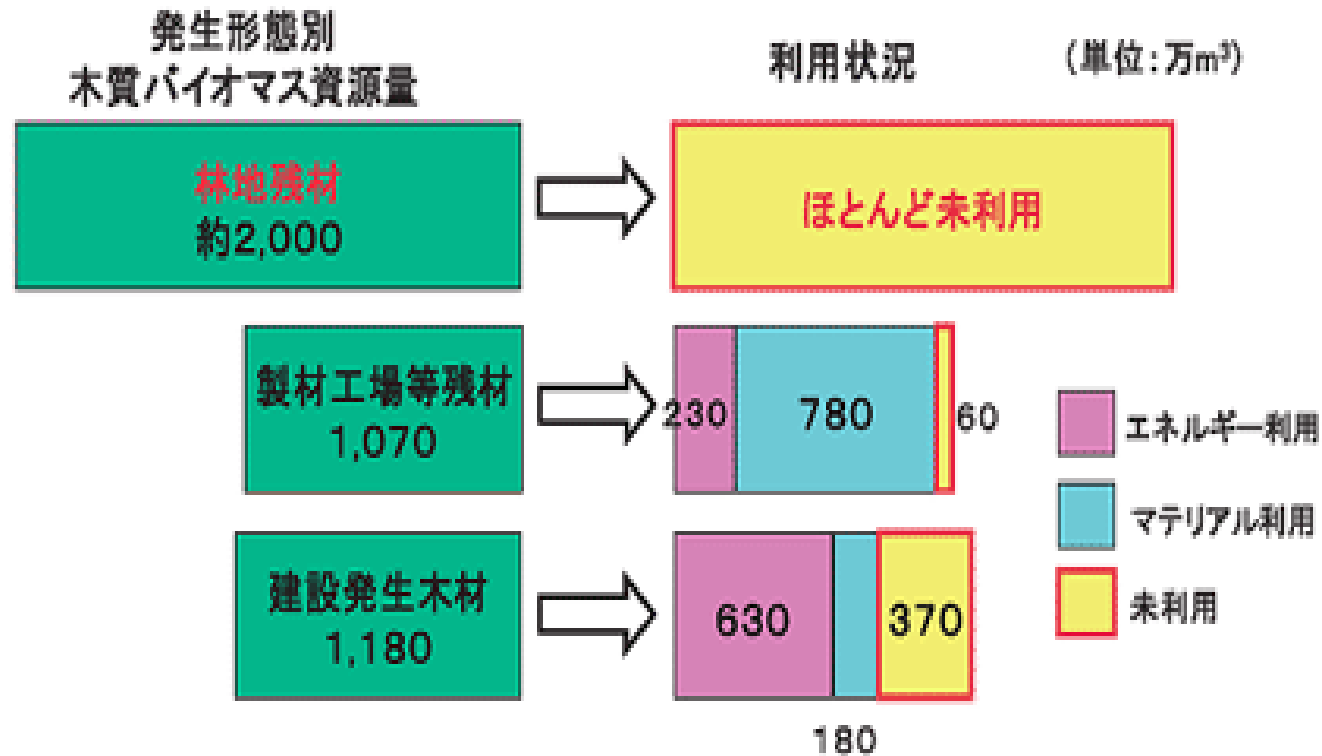 発生形態別
木質バイオマス資源量
利用状況
(単位:万m³)
林地残材
約2,000
ほとんど未利用
製材工場等残材
1,070
230
780
60
建設発生木材
1,180
630
370
180
エネルギー利用
マテリアル利用
未利用